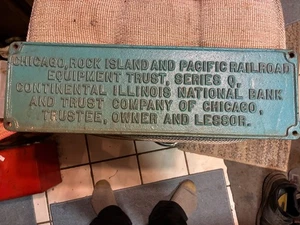 CHICAGO, ROCK ISLAND AND PACIFIC RAILROAD
EQUIPMENT TRUST, SERIES Q,
CONTINENTAL ILLINOIS NATIONAL BANK
AND TRUST COMPANY OF CHICAGO,
TRUSTEE, OWNER AND LESSOR.